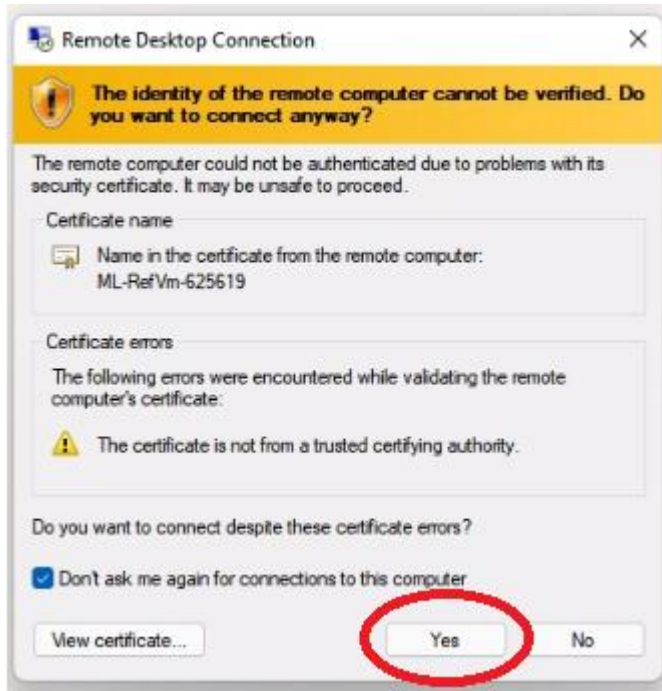 Remote Desktop Connection
The identity of the remote computer cannot be verified. Do
you want to connect anyway?
The remote computer could not be authenticated due to problems with its
security certificate. It may be unsafe to proceed.
Certificate name
Name in the certificate from the remote computer:
ML-RefVm-625619
Certificate errors
The following errors were encountered while validating the remote
computer's certificate:
The certificate is not from a trusted certifying authority.
Do you want to connect despite these certificate errors?
Don't ask me again for connections to this computer
View certificate... Yes No